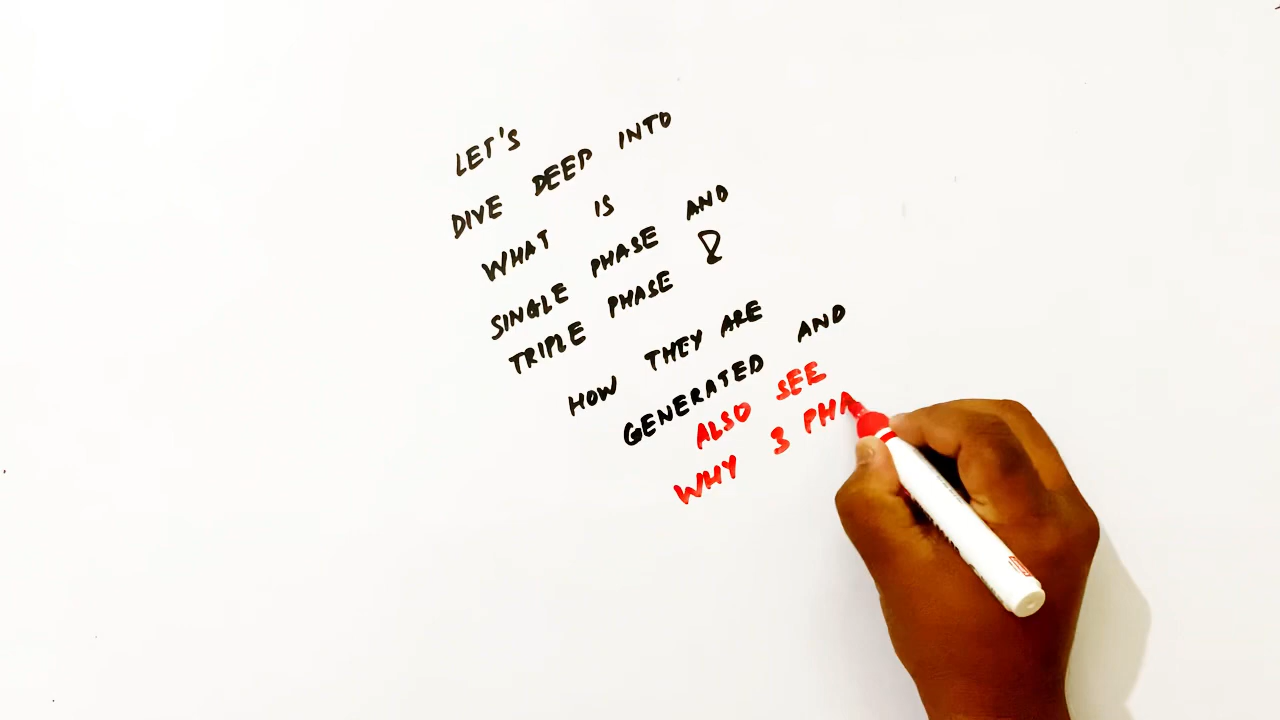 LET'S
DIVE DEEP INTO
WHAT IS
SINGLE PHASE AND
TRIPLE PHASE &
HOW THEY ARE
GENERATED AND
ALSO SEE
WHY 3 PHA